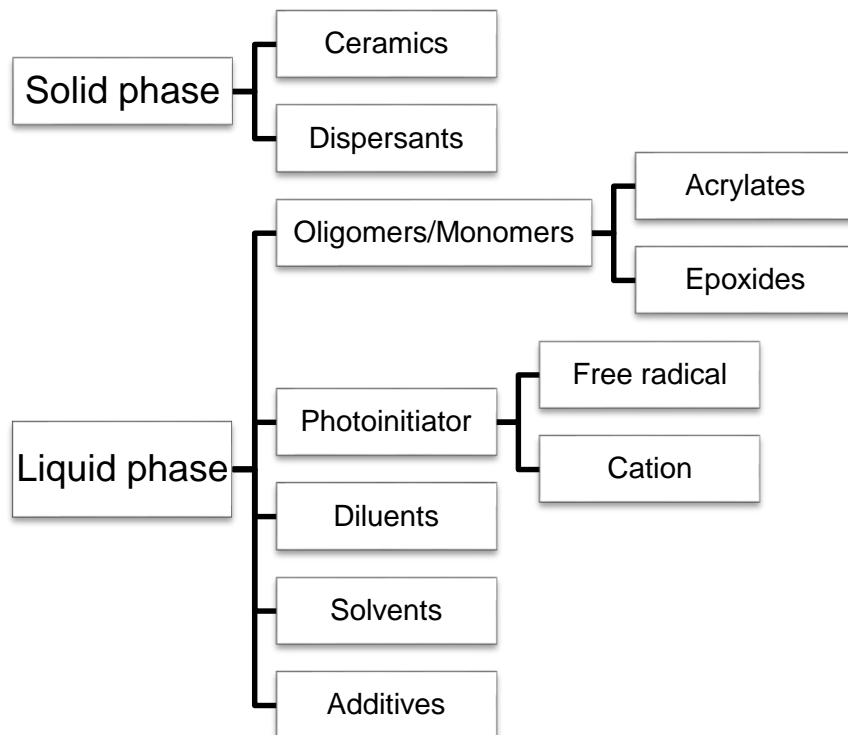 Solid phase
Ceramics
Dispersants
Liquid phase
Oligomers/Monomers
Acrylates
Epoxides
Photoinitiator
Free radical
Cation
Diluents
Solvents
Additives